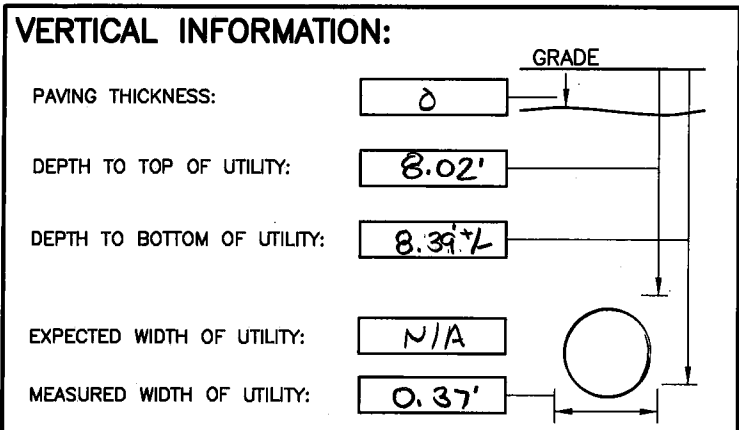 VERTICAL INFORMATION:
GRADE
PAVING THICKNESS: 0
DEPTH TO TOP OF UTILITY: 8.02'
DEPTH TO BOTTOM OF UTILITY: 8.39'+/-
EXPECTED WIDTH OF UTILITY: N/A
MEASURED WIDTH OF UTILITY: 0.37'